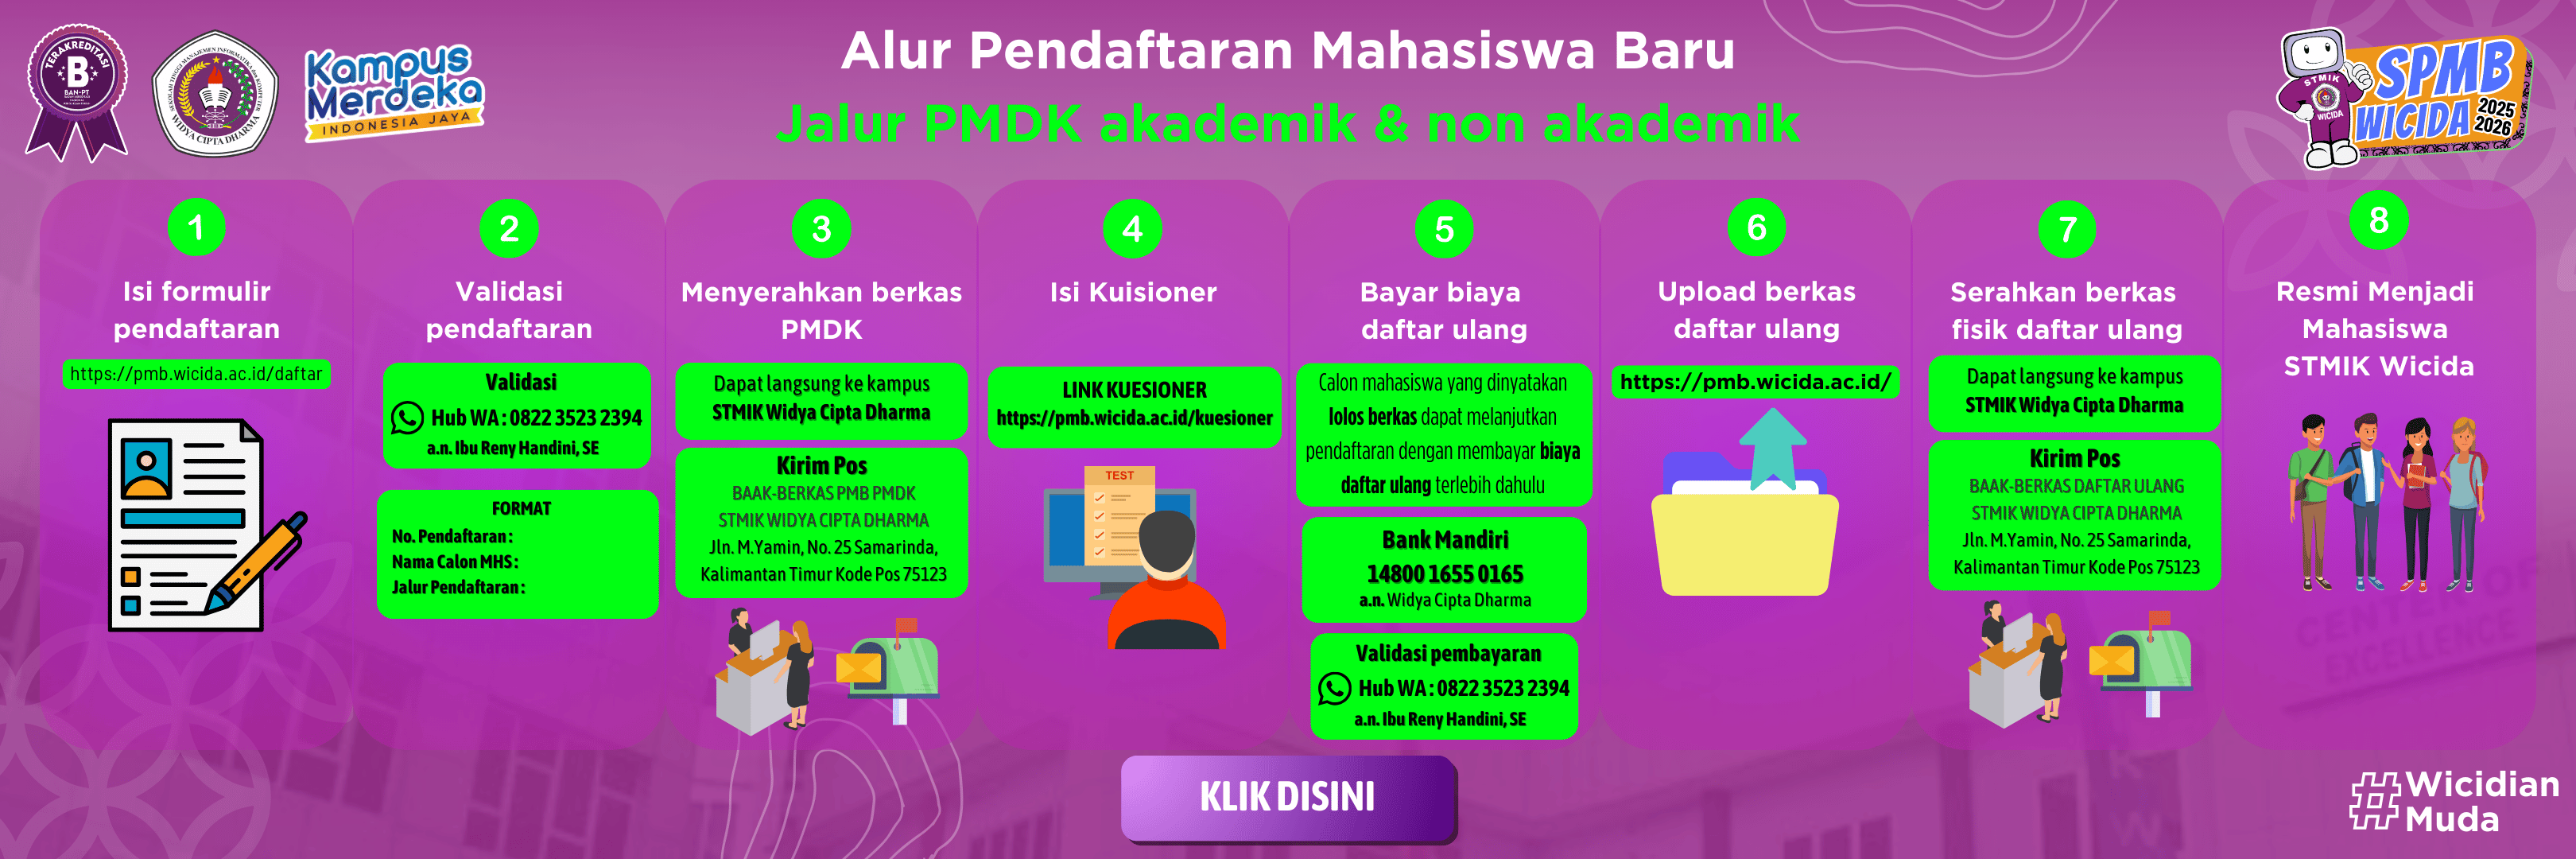 TERAKREDITASI
B
BAN-PT
WIDYA CIPTA DHARMA
Kampus
Merdeka
INDONESIA JAYA
Alur Pendaftaran Mahasiswa Baru
Jalur PMDK akademik & non akademik
STMIK
WICIDA
SPMB
WICIDA
2025
2026
1
Isi formulir
pendaftaran
https://pmb.wicida.ac.id/daftar
2
Validasi
pendaftaran
Validasi
Hub WA : 0822 3523 2394
a.n. Ibu Reny Handini, SE
FORMAT
No. Pendaftaran :
Nama Calon MHS :
Jalur Pendaftaran :
3
Menyerahkan berkas
PMDK
Dapat langsung ke kampus
STMIK Widya Cipta Dharma
Kirim Pos
BAAK-BERKAS PMB PMDK
STMIK WIDYA CIPTA DHARMA
Jln. M.Yamin, No. 25 Samarinda,
Kalimantan Timur Kode Pos 75123
4
Isi Kuisioner
LINK KUESIONER
https://pmb.wicida.ac.id/kuesioner
TEST
5
Bayar biaya
daftar ulang
Calon mahasiswa yang dinyatakan
lolos berkas dapat melanjutkan
pendaftaran dengan membayar biaya
daftar ulang terlebih dahulu
Bank Mandiri
14800 1655 0165
a.n. Widya Cipta Dharma
Validasi pembayaran
Hub WA : 0822 3523 2394
a.n. Ibu Reny Handini, SE
6
Upload berkas
daftar ulang
https://pmb.wicida.ac.id/
7
Serahkan berkas
fisik daftar ulang
Dapat langsung ke kampus
STMIK Widya Cipta Dharma
Kirim Pos
BAAK-BERKAS DAFTAR ULANG
STMIK WIDYA CIPTA DHARMA
Jln. M.Yamin, No. 25 Samarinda,
Kalimantan Timur Kode Pos 75123
8
Resmi Menjadi
Mahasiswa
STMIK Wicida
CENTER OF
EXCELLENCE
KLIK DISINI
#Wicidian
Muda